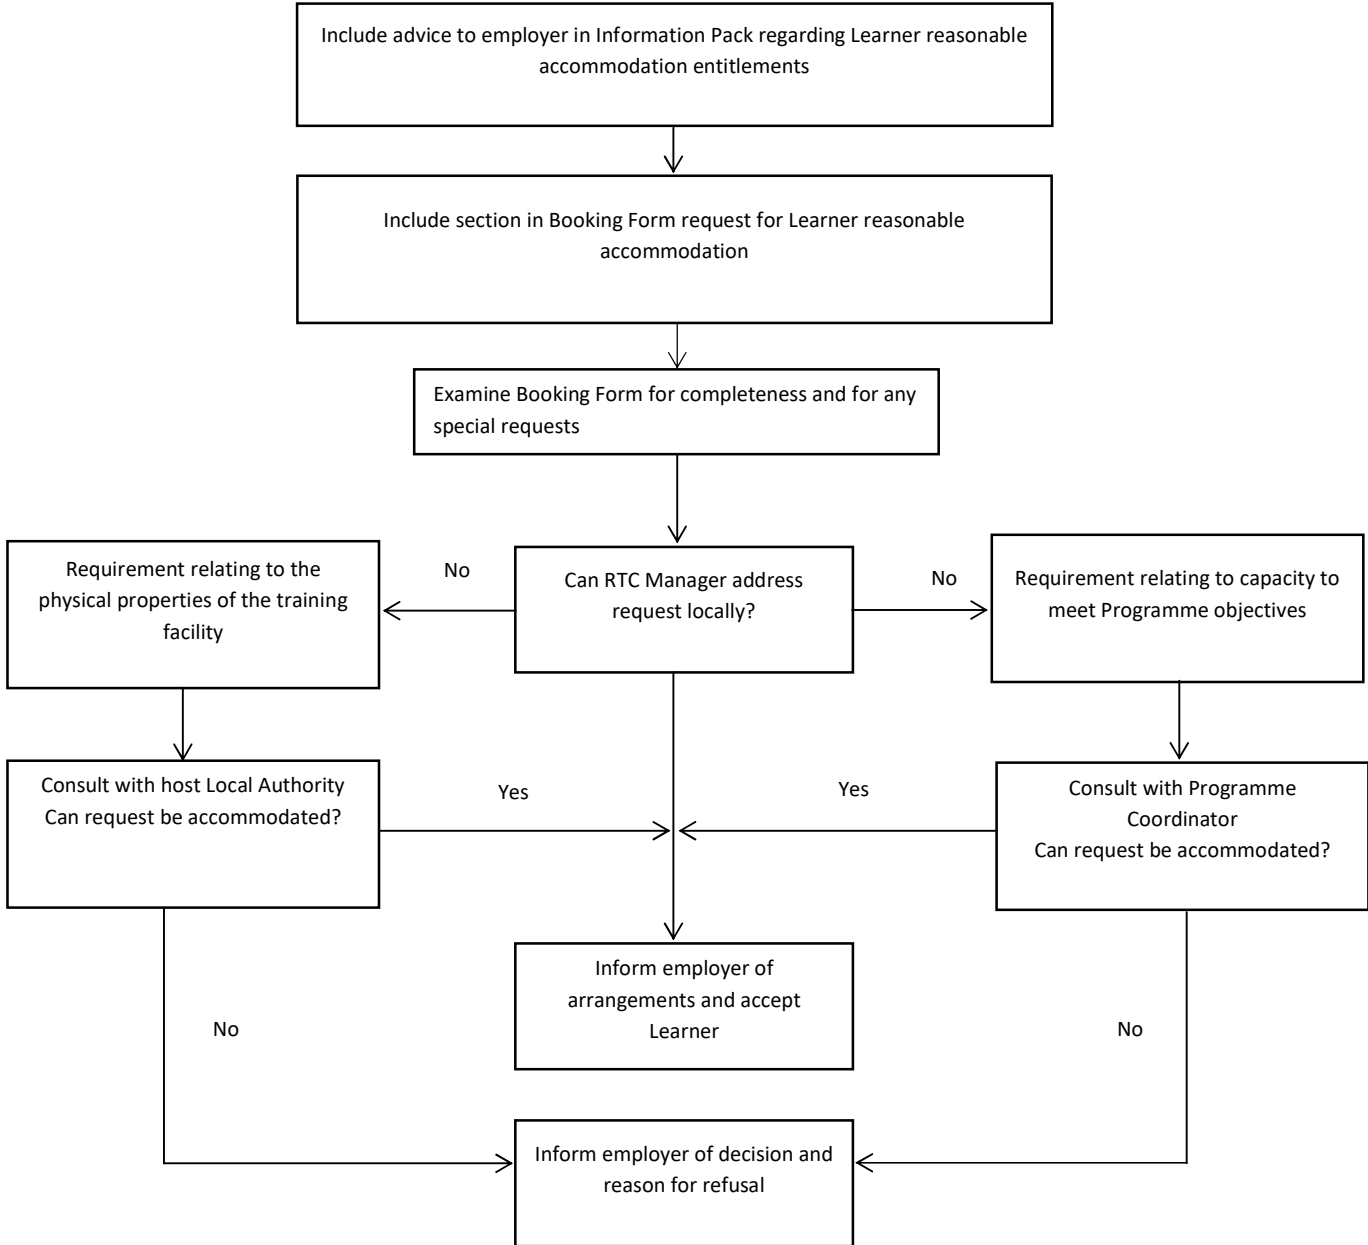 Include advice to employer in Information Pack regarding Learner reasonable
accommodation entitlements
Include section in Booking Form request for Learner reasonable
accommodation
Examine Booking Form for completeness and for any
special requests
Requirement relating to the
physical properties of the training
facility
No
Can RTC Manager address
request locally?
No
Requirement relating to capacity to
meet Programme objectives
Consult with host Local Authority
Can request be accommodated?
Yes
Yes
Consult with Programme
Coordinator
Can request be accommodated?
Inform employer of
arrangements and accept
Learner
No
No
Inform employer of decision and
reason for refusal